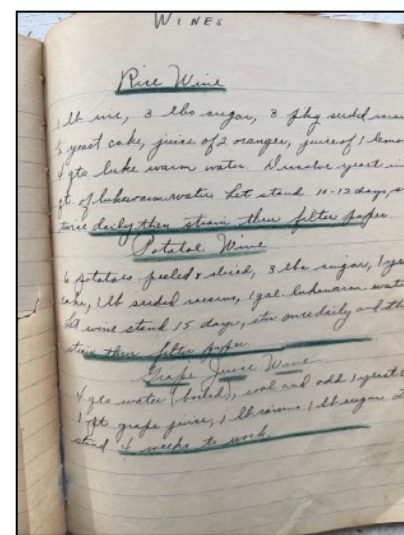 WINES
Rice Wine
1 lb rice, 3 lbs sugar, 3 pkg seeded
yeast cake, juice of 2 oranges, juice of 1 lemon
4 qts luke warm water. Dissolve yeast in
qt. of lukewarm water Let stand 10-12 days,
twice daily then strain thru filter paper.
Potatoe Wine
6 potatoes peeled & sliced, 3 lbs sugar, 1
cake, 1 lb seeded raisins, 1 gal. lukewarm
Let wine stand 15 days, stir once daily and
strain thru filter paper.
Grape Juice Wine
4 qts water (boiled), cool and add 1 yeast
1 pt grape juice, 1 lb raisins 1 lb sugar
stand 4 weeks to work.